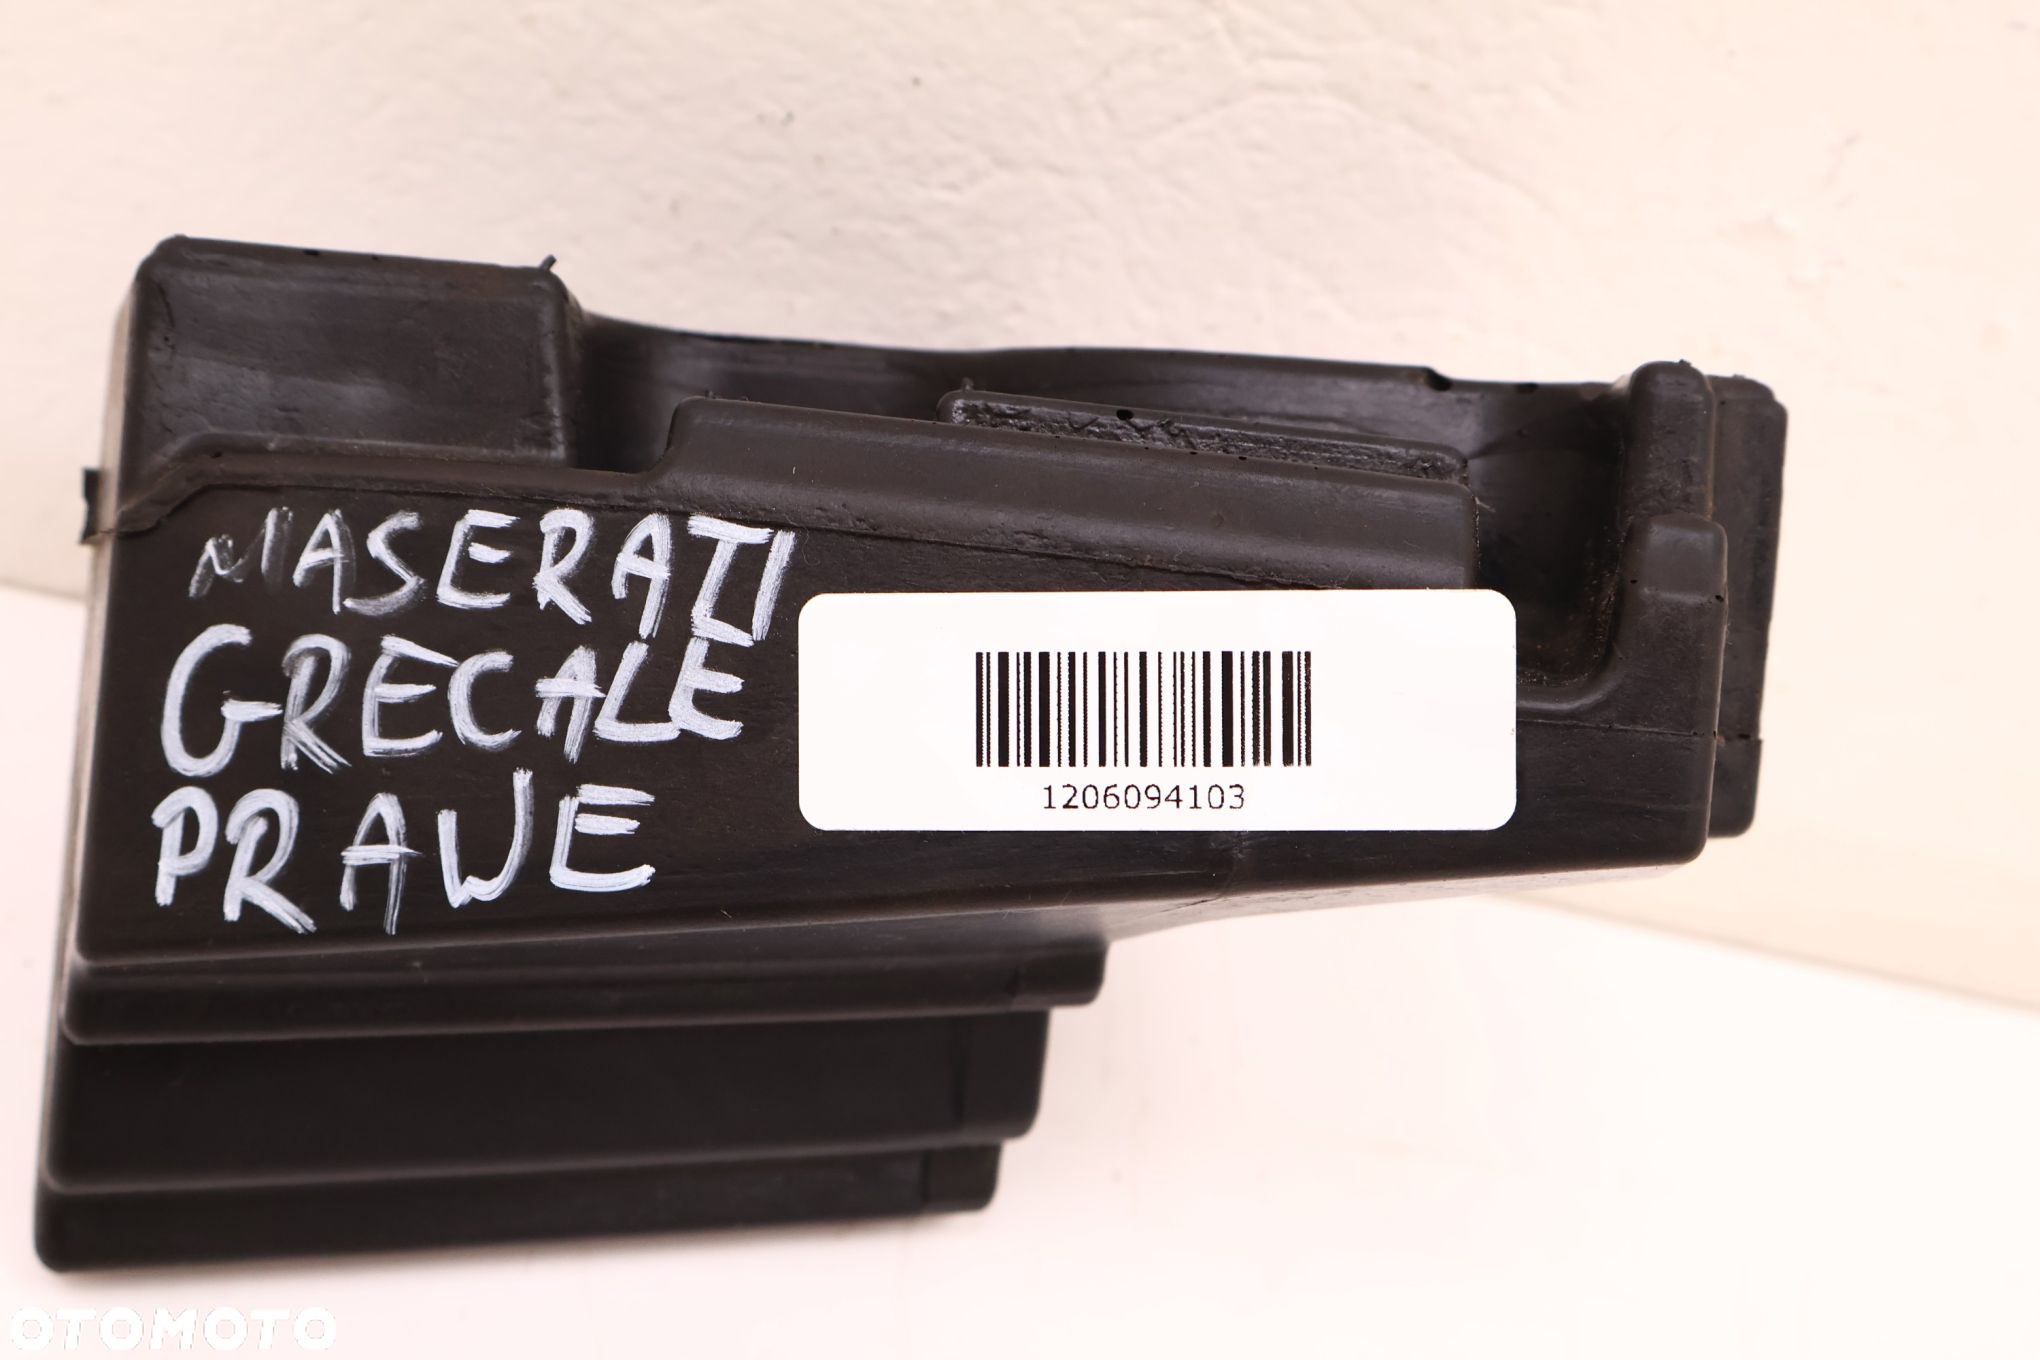 MASERATI
GRECALE
PRAWE
1206094103
OTOMOTO